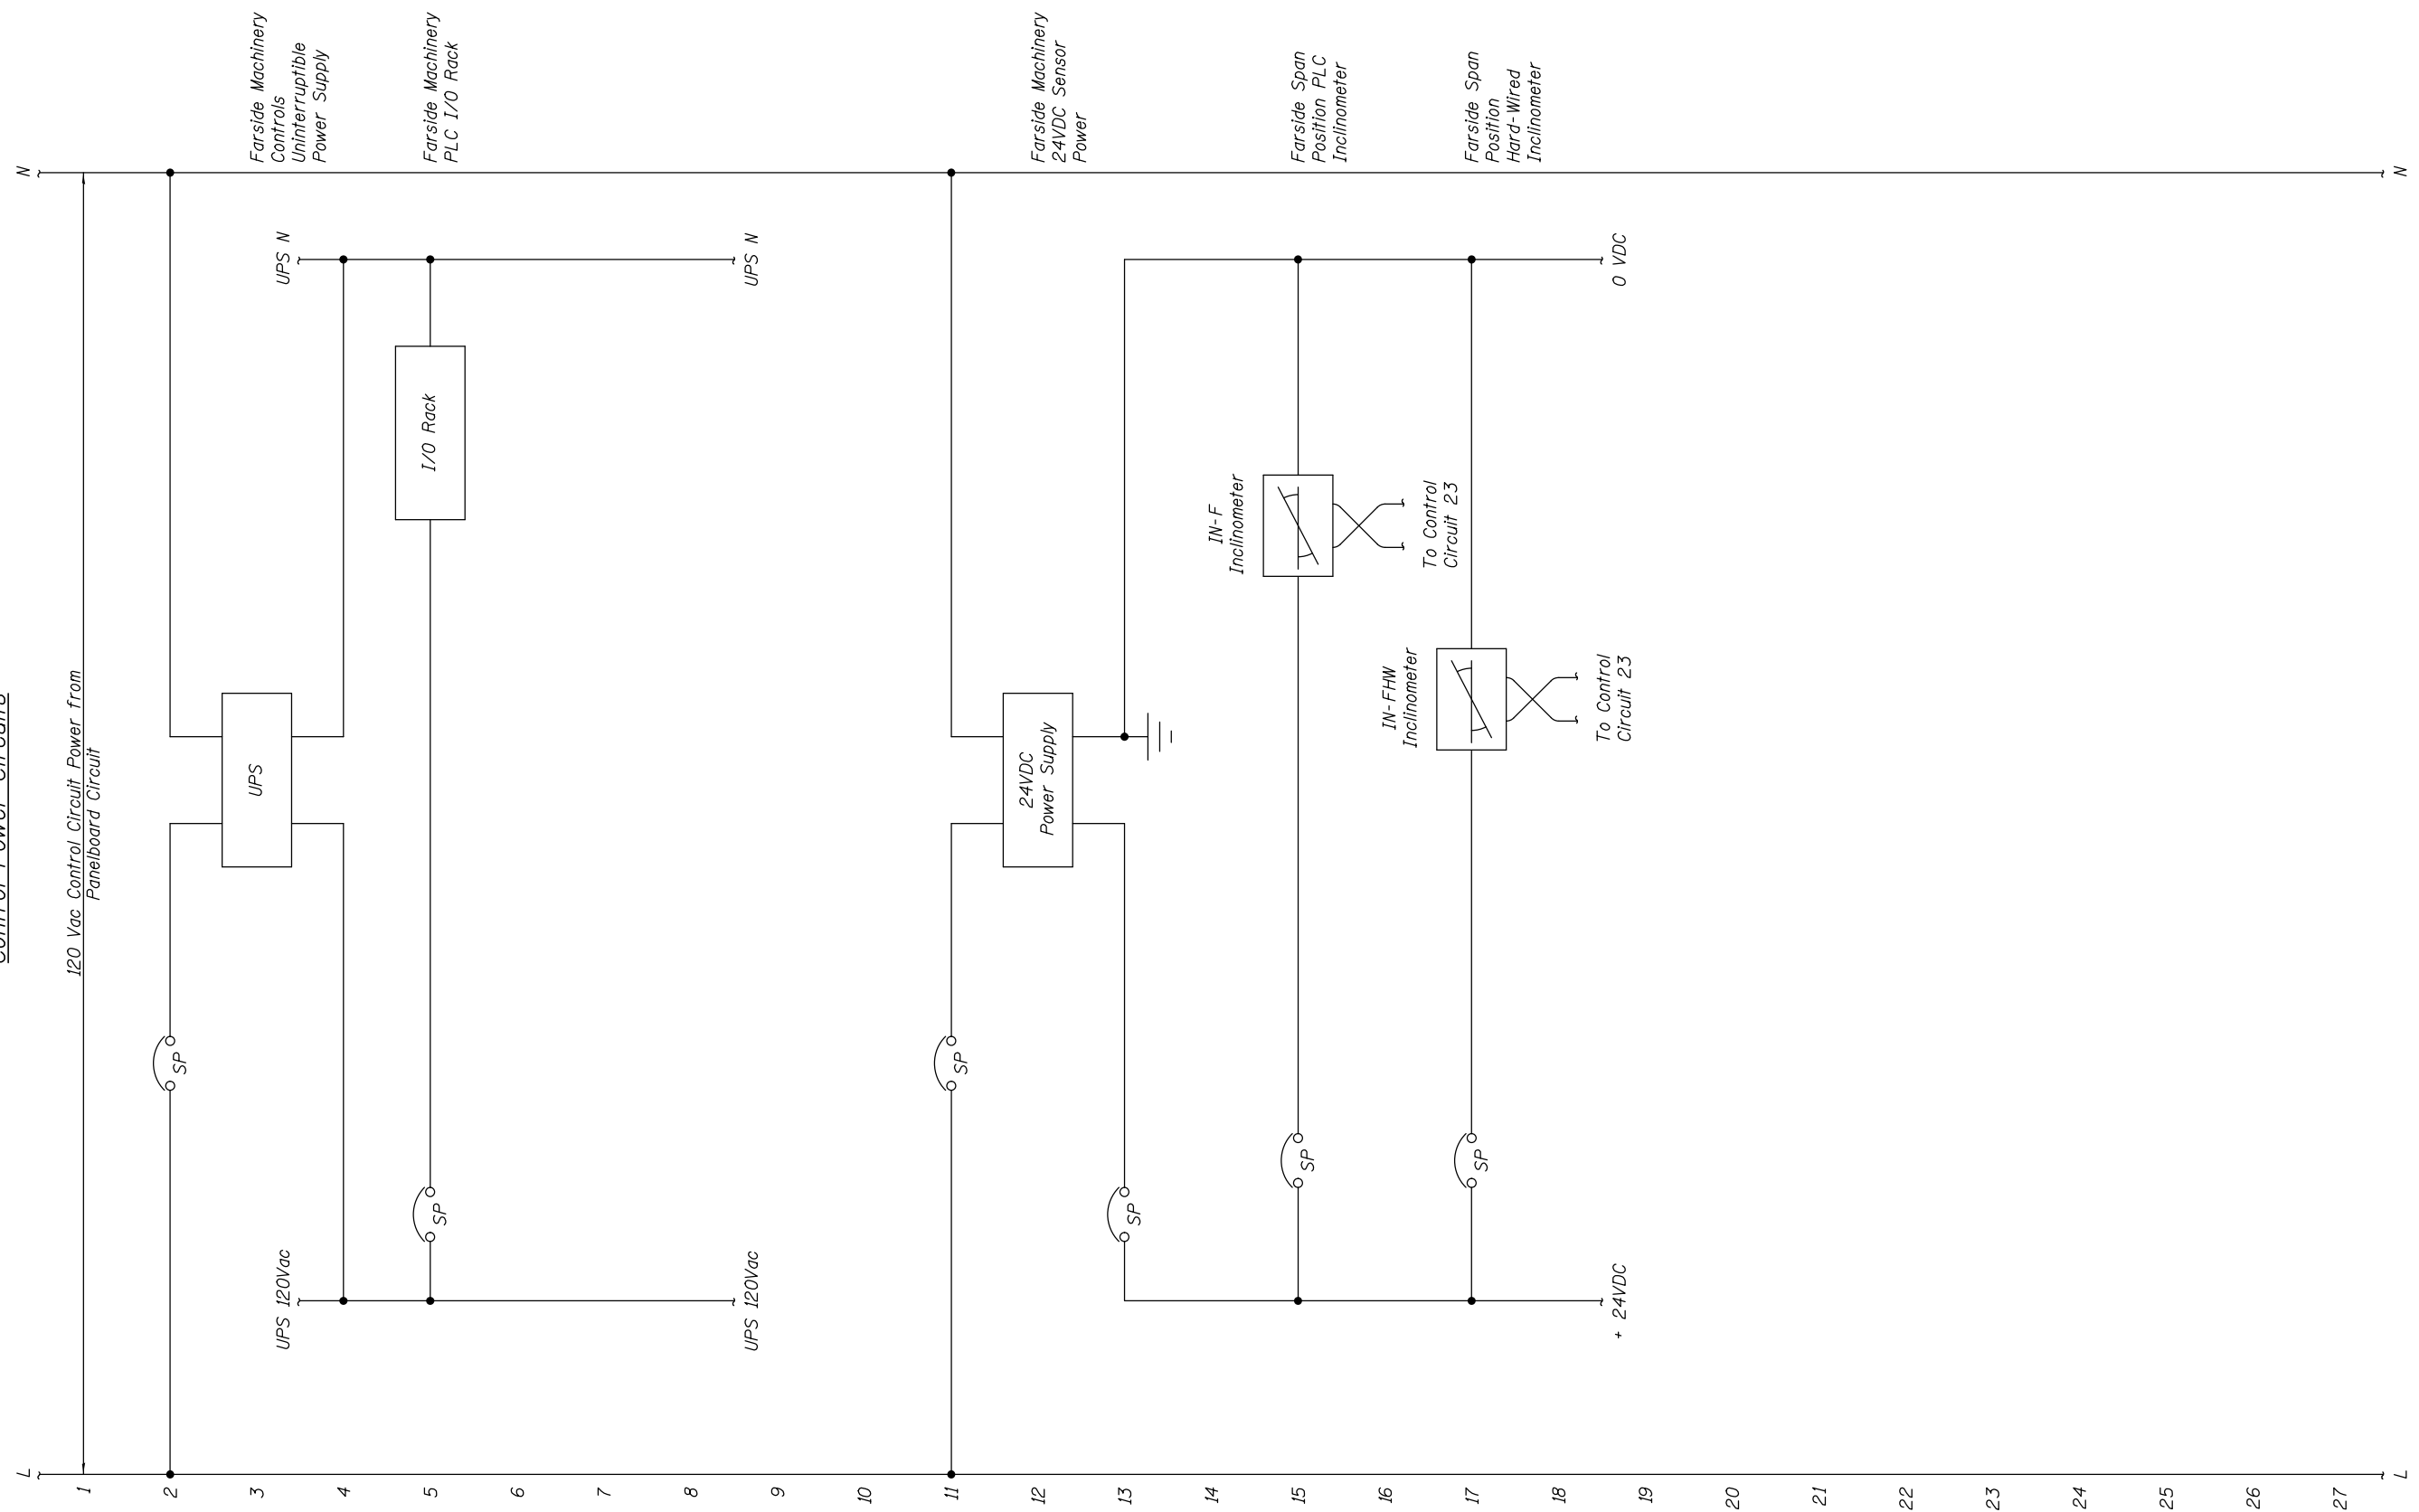 Control Power Circuits
L
N
1
120 Vac Control Circuit Power from
Panelboard Circuit
2
SP
3
UPS
Farside Machinery
Controls
Uninterruptible
Power Supply
UPS 120Vac
UPS N
4
5
SP
I/O Rack
Farside Machinery
PLC I/O Rack
6
7
8
UPS 120Vac
UPS N
9
10
11
SP
12
24VDC
Power Supply
Farside Machinery
24VDC Sensor
Power
13
SP
14
IN-F
Inclinometer
15
SP
Farside Span
Position PLC
Inclinometer
16
To Control
Circuit 23
IN-FHW
Inclinometer
17
SP
Farside Span
Position
Hard-Wired
Inclinometer
18
To Control
Circuit 23
+ 24VDC
0 VDC
19
20
21
22
23
24
25
26
27
L
N